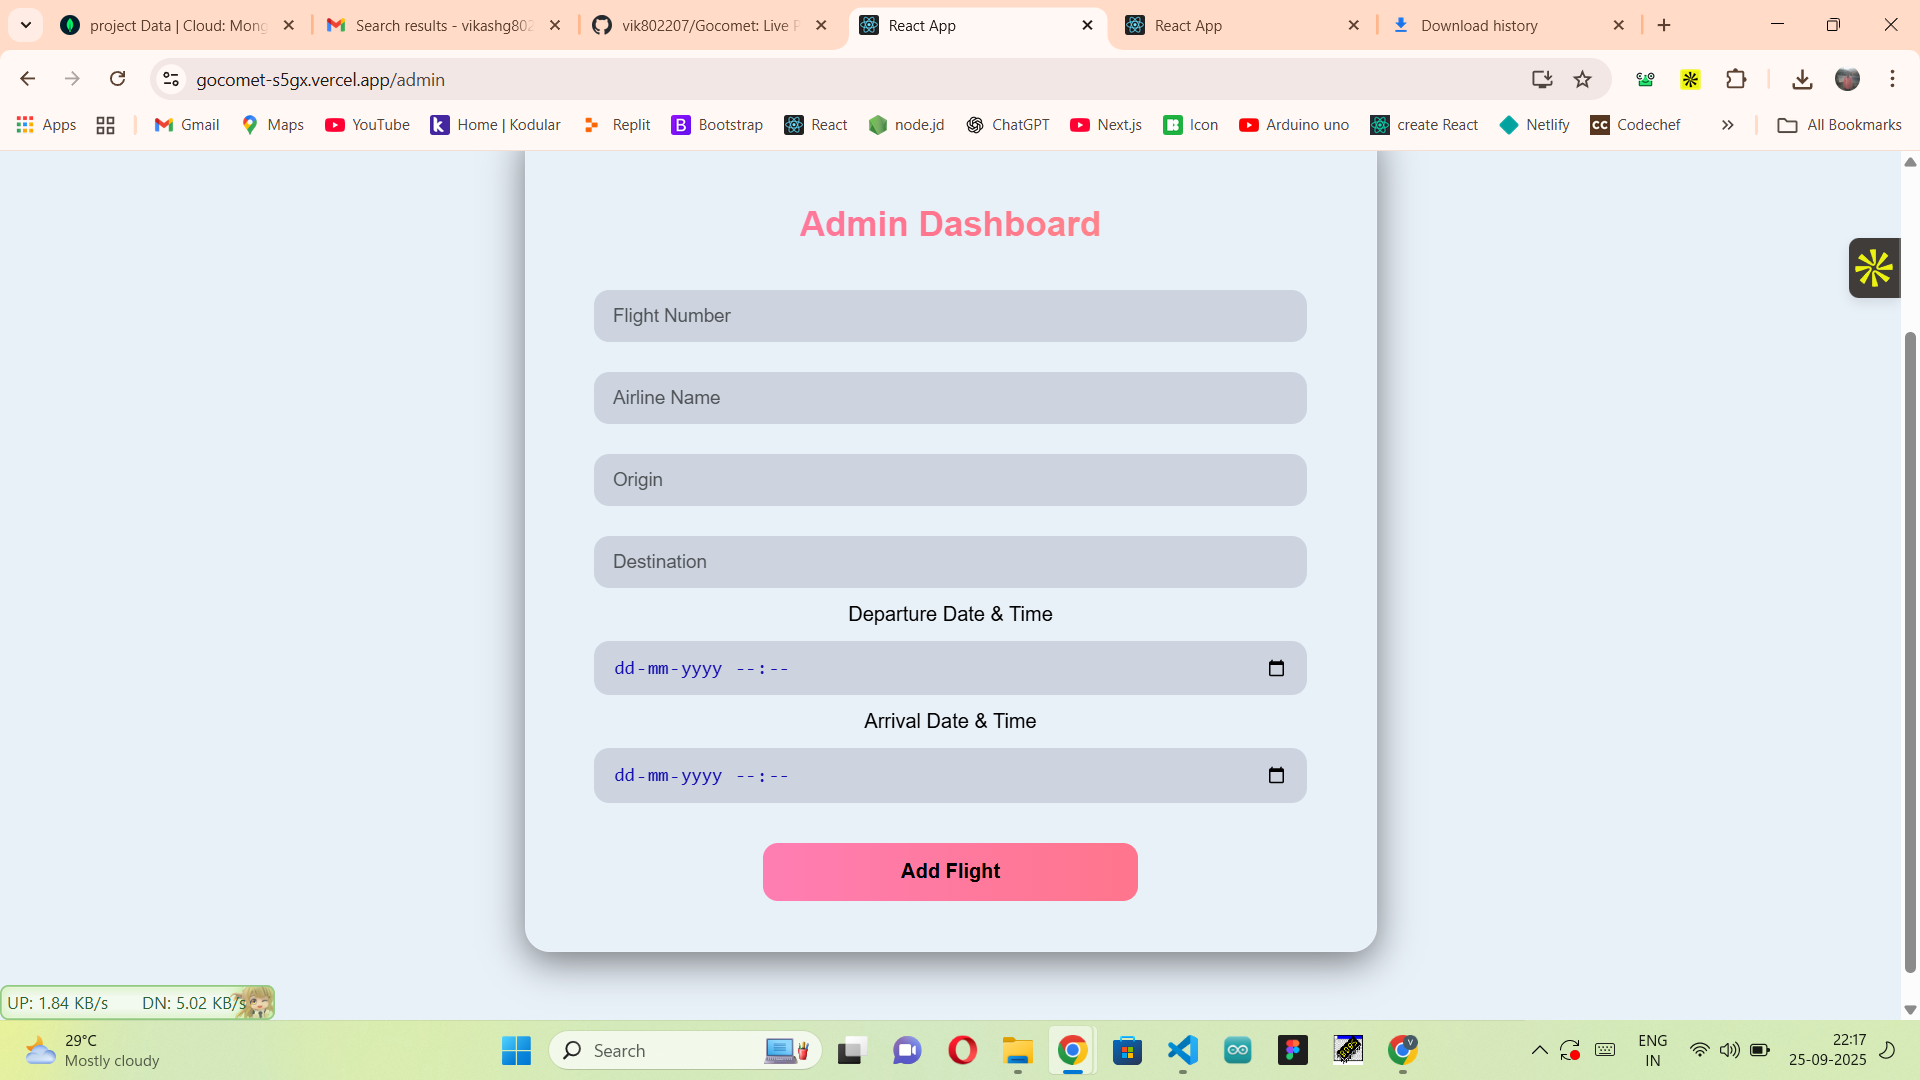 project Data | Cloud: Mong
Search results - vikashg802
vik802207/Gocomet: Live F
React App
React App
Download history
gocomet-s5gx.vercel.app/admin
Apps
Gmail
Maps
YouTube
Home | Kodular
Replit
Bootstrap
React
node.jd
ChatGPT
Next.js
Icon
Arduino uno
create React
Netlify
Codechef
All Bookmarks
Admin Dashboard
Flight Number
Airline Name
Origin
Destination
Departure Date & Time
dd-mm-yyyy --:--
Arrival Date & Time
dd-mm-yyyy --:--
Add Flight
UP: 1.84 KB/s DN: 5.02 KB/s
29°C
Mostly cloudy
Search
ENG
IN
22:17
25-09-2025